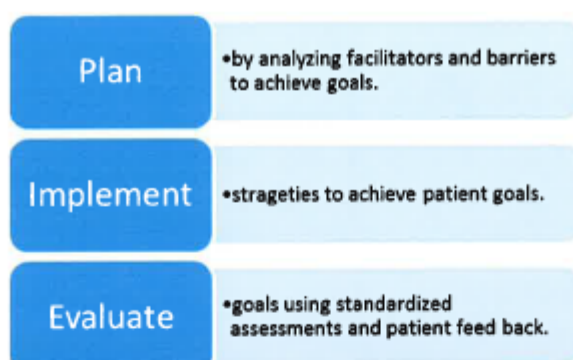 Plan
•by analyzing facilitators and barriers
to achieve goals.
Implement
•strageties to achieve patient goals.
Evaluate
•goals using standardized
assessments and patient feed back.